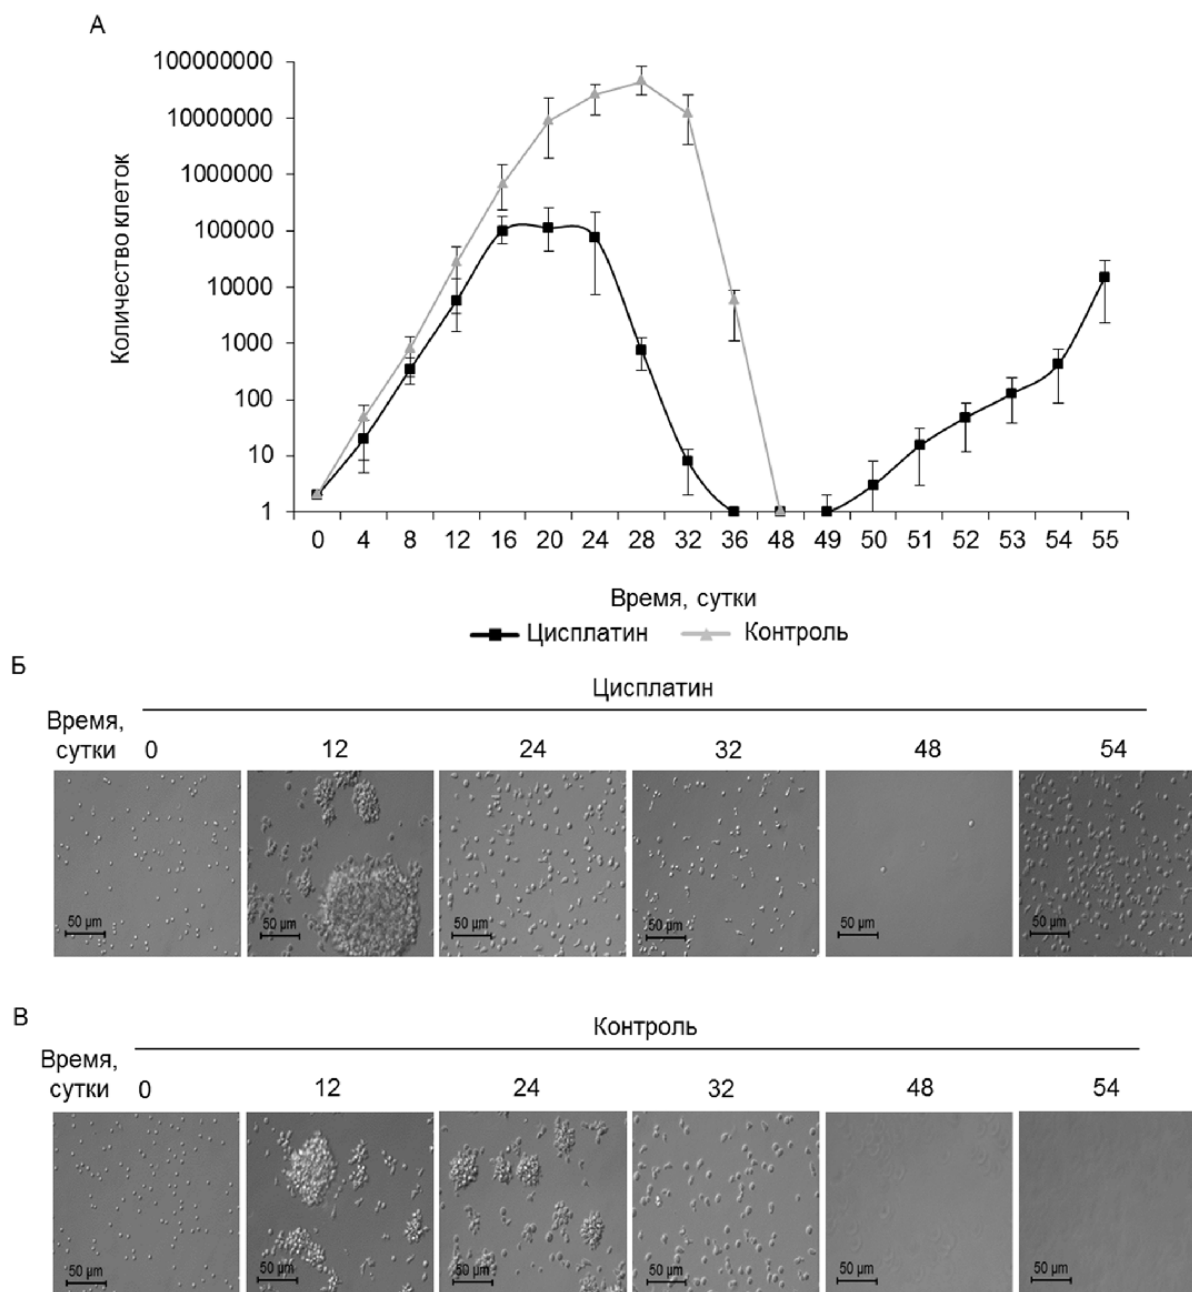 А
100000000
10000000
1000000
100000
10000
1000
100
10
1
Количество клеток
0 4 8 12 16 20 24 28 32 36 48 49 50 51 52 53 54 55
Время, сутки
Цисплатин Контроль
Б
Цисплатин
Время,
сутки 0 12 24 32 48 54
50 µm 50 µm 50 µm 50 µm 50 µm 50 µm
В
Контроль
Время,
сутки 0 12 24 32 48 54
50 µm 50 µm 50 µm 50 µm 50 µm 50 µm